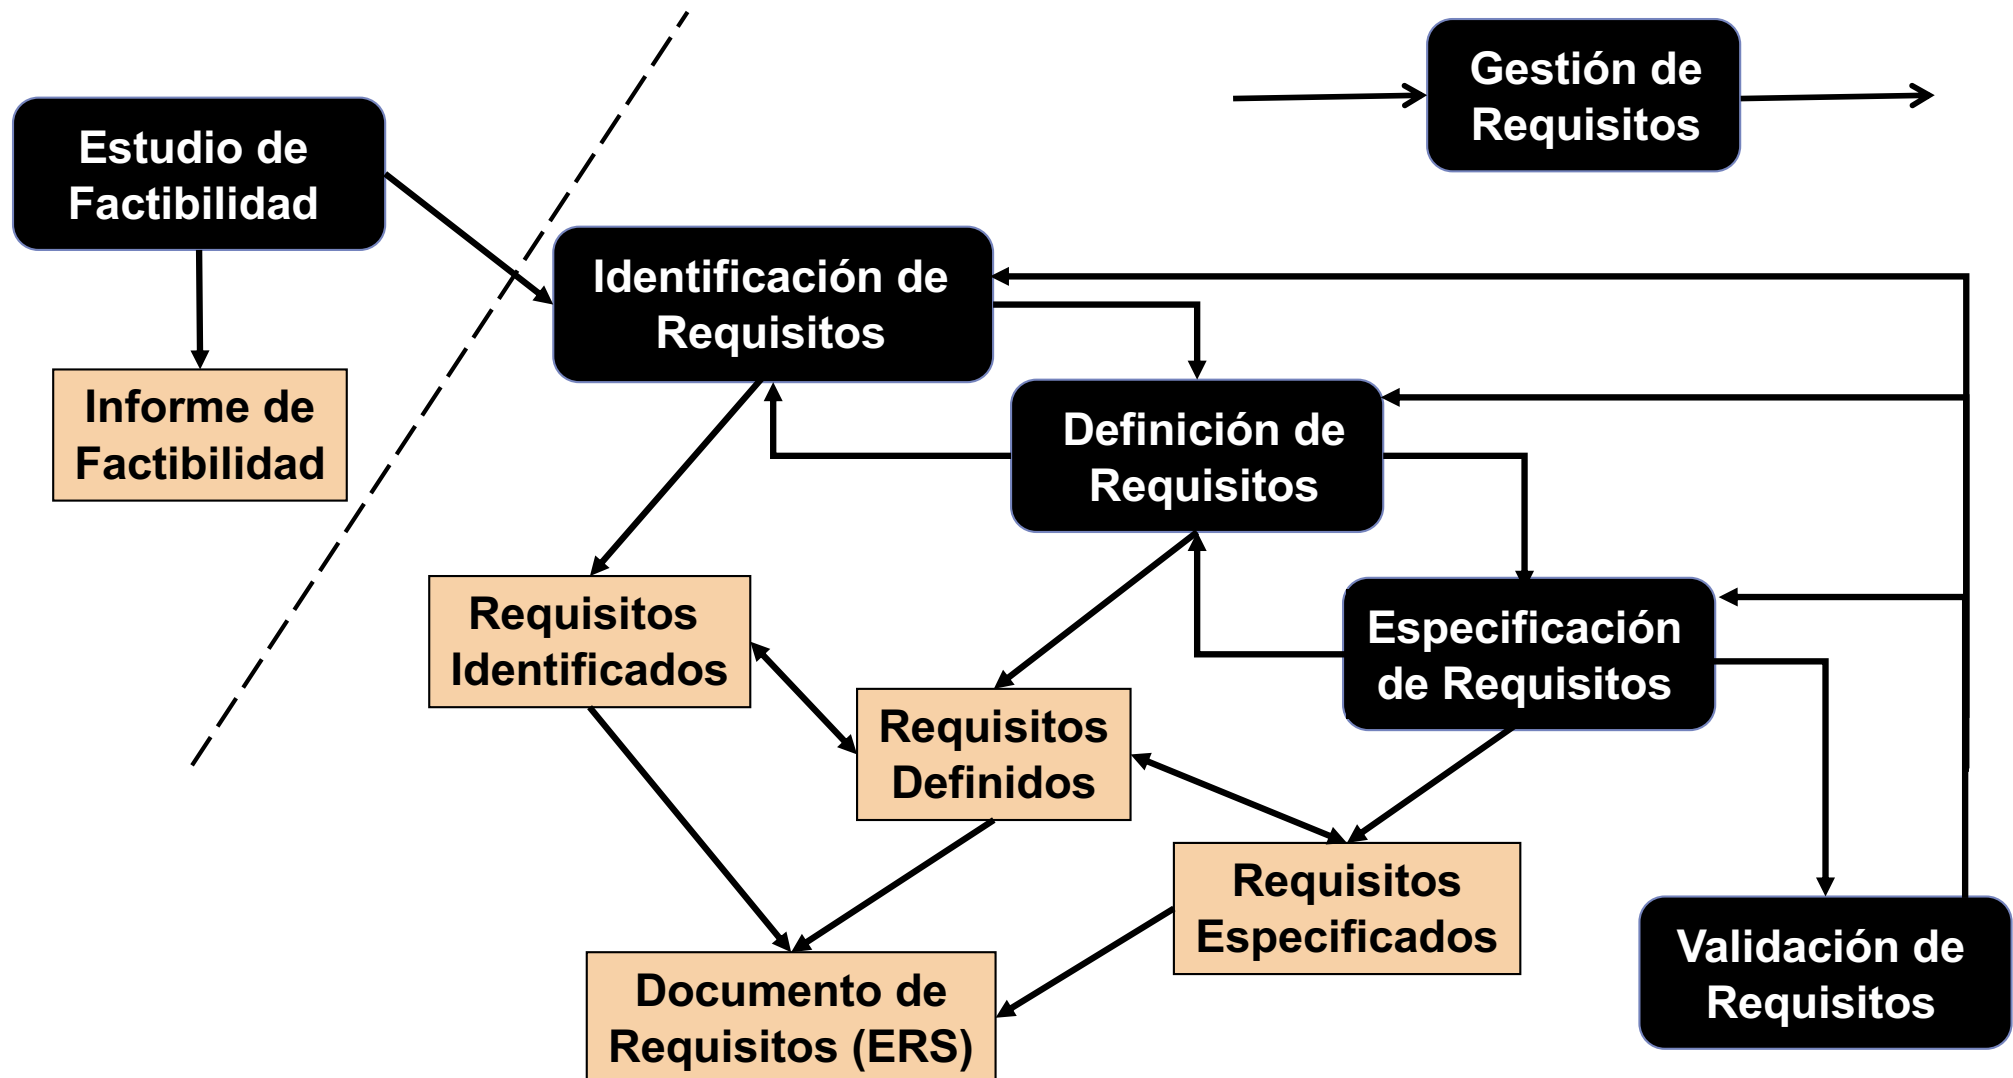 Gestión de
Requisitos
Estudio de
Factibilidad
Identificación de
Requisitos
Informe de
Factibilidad
Definición de
Requisitos
Requisitos
Identificados
Especificación
de Requisitos
Requisitos
Definidos
Requisitos
Especificados
Validación de
Requisitos
Documento de
Requisitos (ERS)